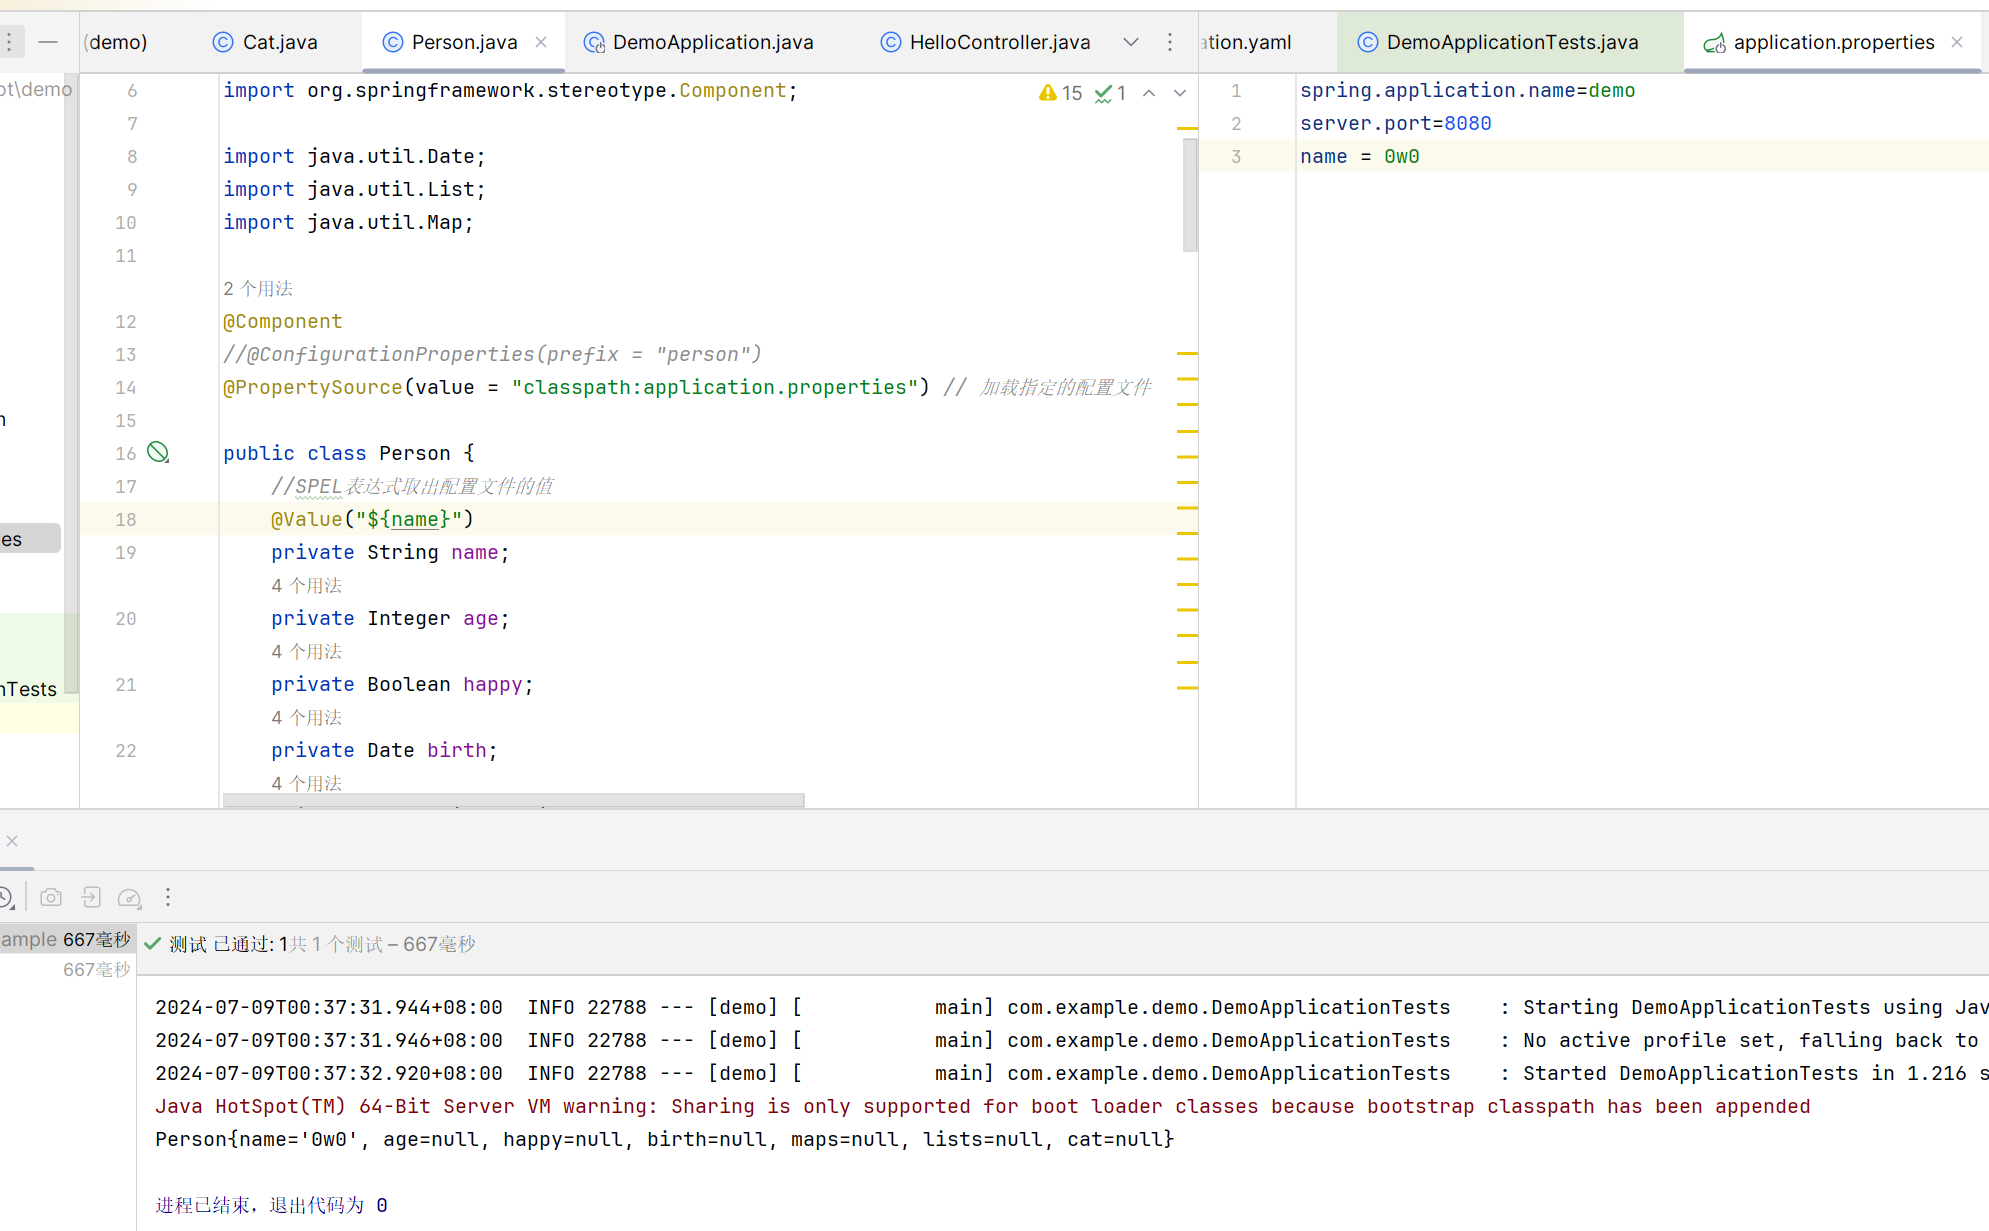 (demo)
Cat.java
Person.java
DemoApplication.java
HelloController.java
ation.yaml
DemoApplicationTests.java
application.properties
ot\demo
n
es
nTests
15 1
6 import org.springframework.stereotype.Component;
7
8 import java.util.Date;
9 import java.util.List;
10 import java.util.Map;
11
2 个用法
12 @Component
13 //@ConfigurationProperties(prefix = "person")
14 @PropertySource(value = "classpath:application.properties") // 加载指定的配置文件
15
16 public class Person {
17 //SPEL表达式取出配置文件的值
18 @Value("${name}")
19 private String name;
4 个用法
20 private Integer age;
4 个用法
21 private Boolean happy;
4 个用法
22 private Date birth;
4 个用法
1 spring.application.name=demo
2 server.port=8080
3 name = 0w0
ample 667毫秒
667毫秒
测试 已通过: 1共 1 个测试 – 667毫秒
2024-07-09T00:37:31.944+08:00  INFO 22788 --- [demo] [           main] com.example.demo.DemoApplicationTests    : Starting DemoApplicationTests using Jav
2024-07-09T00:37:31.946+08:00  INFO 22788 --- [demo] [           main] com.example.demo.DemoApplicationTests    : No active profile set, falling back to
2024-07-09T00:37:32.920+08:00  INFO 22788 --- [demo] [           main] com.example.demo.DemoApplicationTests    : Started DemoApplicationTests in 1.216 s
Java HotSpot(TM) 64-Bit Server VM warning: Sharing is only supported for boot loader classes because bootstrap classpath has been appended
Person{name='0w0', age=null, happy=null, birth=null, maps=null, lists=null, cat=null}
进程已结束，退出代码为 0